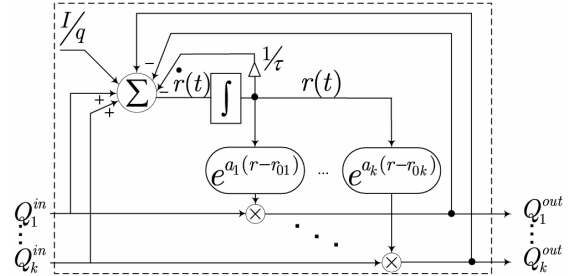 I/q
−
1/τ
Σ
−
ṙ(t)
∫
r(t)
+
+
e^{a_1(r−r_{01})}
...
e^{a_k(r−r_{0k})}
Q_1^{in}
×
Q_1^{out}
⋮
. . .
⋮
Q_k^{in}
×
Q_k^{out}